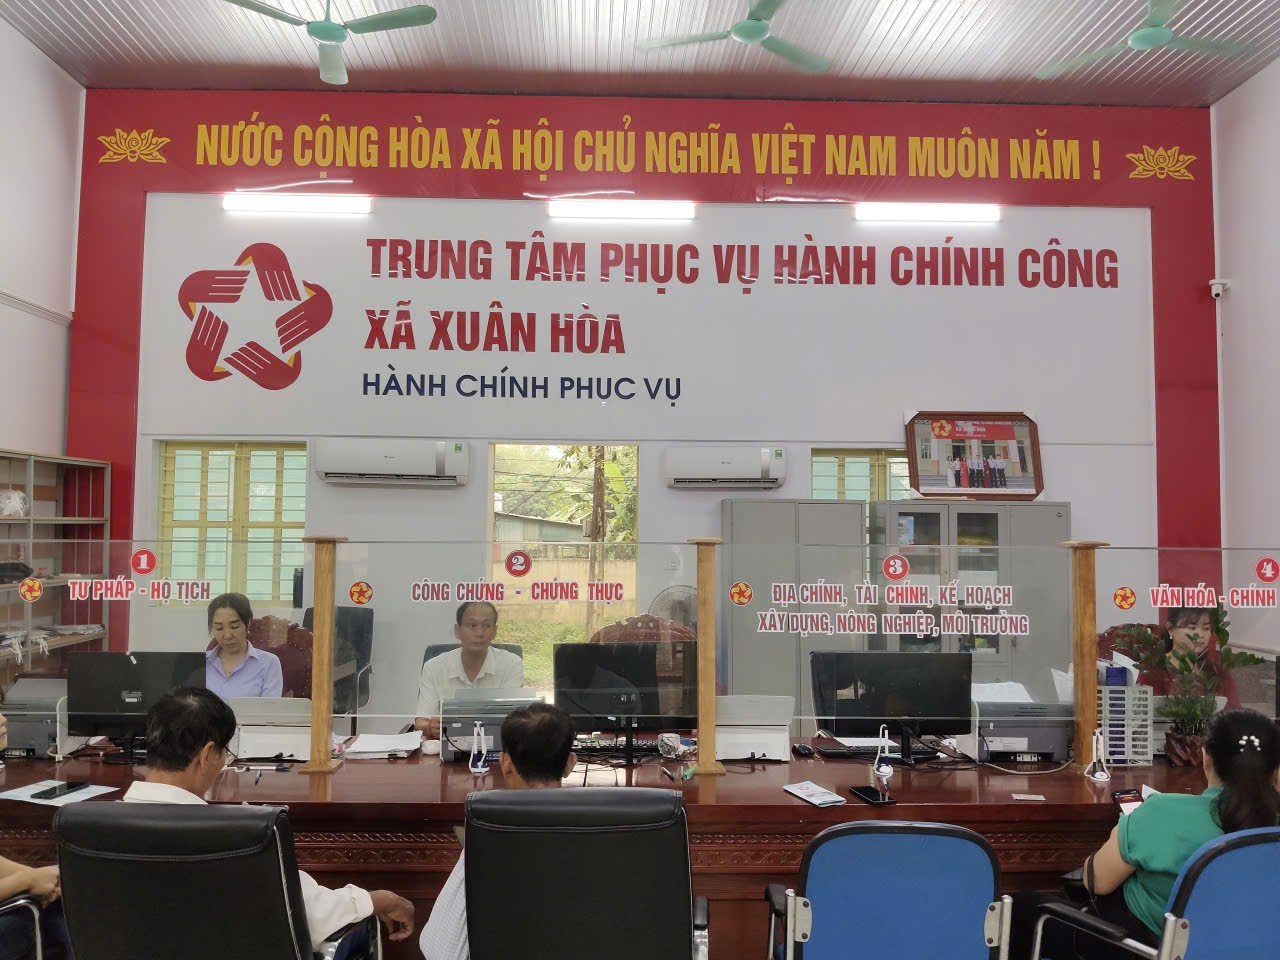 NƯỚC CỘNG HÒA XÃ HỘI CHỦ NGHĨA VIỆT NAM MUÔN NĂM !
TRUNG TÂM PHỤC VỤ HÀNH CHÍNH CÔNG
XÃ XUÂN HÒA
HÀNH CHÍNH PHỤC VỤ
1
TƯ PHÁP - HỘ TỊCH
2
CÔNG CHỨNG - CHỨNG THỰC
3
ĐỊA CHÍNH, TÀI CHÍNH, KẾ HOẠCH
XÂY DỰNG, NÔNG NGHIỆP, MÔI TRƯỜNG
4
VĂN HÓA - CHÍNH